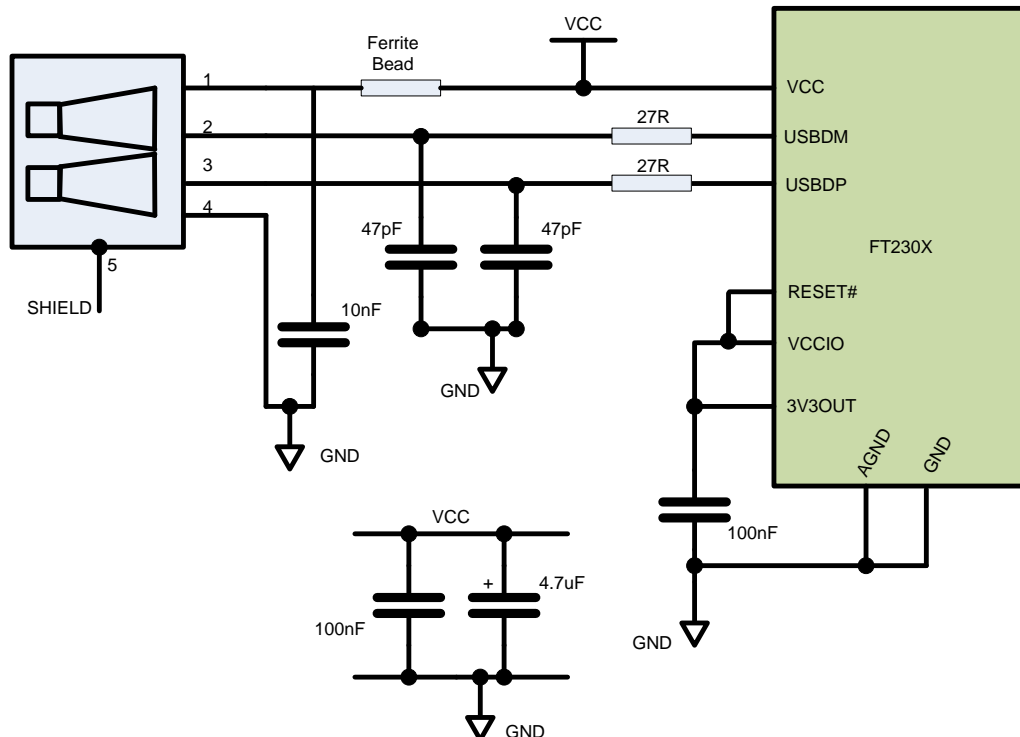 VCC
Ferrite
Bead
1
VCC
27R
2
USBDM
27R
3
USBDP
4
47pF
47pF
FT230X
5
SHIELD
10nF
RESET#
VCCIO
GND
3V3OUT
GND
AGND
GND
VCC
100nF
+
4.7uF
100nF
GND
GND